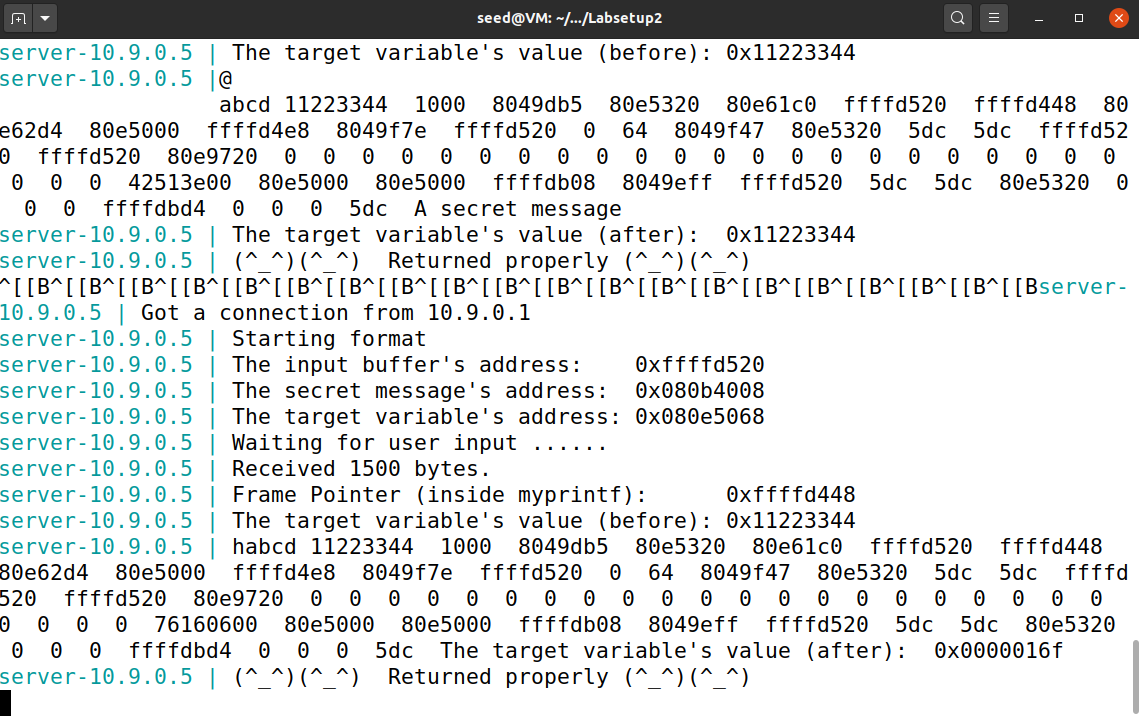 seed@VM: ~/.../Labsetup2
server-10.9.0.5 | The target variable's value (before): 0x11223344
server-10.9.0.5 |@
abcd 11223344  1000  8049db5  80e5320  80e61c0  ffffd520  ffffd448  80
e62d4  80e5000  ffffd4e8  8049f7e  ffffd520  0  64  8049f47  80e5320  5dc  5dc  ffffd52
0  ffffd520  80e9720  0  0  0  0  0  0  0  0  0  0  0  0  0  0  0  0  0  0  0  0  0  0
0  0  0  42513e00  80e5000  80e5000  ffffdb08  8049eff  ffffd520  5dc  5dc  80e5320  0
0  0  ffffdbd4  0  0  0  5dc  A secret message
server-10.9.0.5 | The target variable's value (after):  0x11223344
server-10.9.0.5 | (^_^)(^_^)  Returned properly (^_^)(^_^)
^[[B^[[B^[[B^[[B^[[B^[[B^[[B^[[B^[[B^[[B^[[B^[[B^[[B^[[B^[[B^[[B^[[B^[[B^[[B^[[Bserver-
10.9.0.5 | Got a connection from 10.9.0.1
server-10.9.0.5 | Starting format
server-10.9.0.5 | The input buffer's address:    0xffffd520
server-10.9.0.5 | The secret message's address:  0x080b4008
server-10.9.0.5 | The target variable's address: 0x080e5068
server-10.9.0.5 | Waiting for user input ......
server-10.9.0.5 | Received 1500 bytes.
server-10.9.0.5 | Frame Pointer (inside myprintf):      0xffffd448
server-10.9.0.5 | The target variable's value (before): 0x11223344
server-10.9.0.5 | habcd 11223344  1000  8049db5  80e5320  80e61c0  ffffd520  ffffd448
80e62d4  80e5000  ffffd4e8  8049f7e  ffffd520  0  64  8049f47  80e5320  5dc  5dc  ffffd
520  ffffd520  80e9720  0  0  0  0  0  0  0  0  0  0  0  0  0  0  0  0  0  0  0  0  0
0  0  0  0  76160600  80e5000  80e5000  ffffdb08  8049eff  ffffd520  5dc  5dc  80e5320
0  0  0  ffffdbd4  0  0  0  5dc  The target variable's value (after):  0x0000016f
server-10.9.0.5 | (^_^)(^_^)  Returned properly (^_^)(^_^)